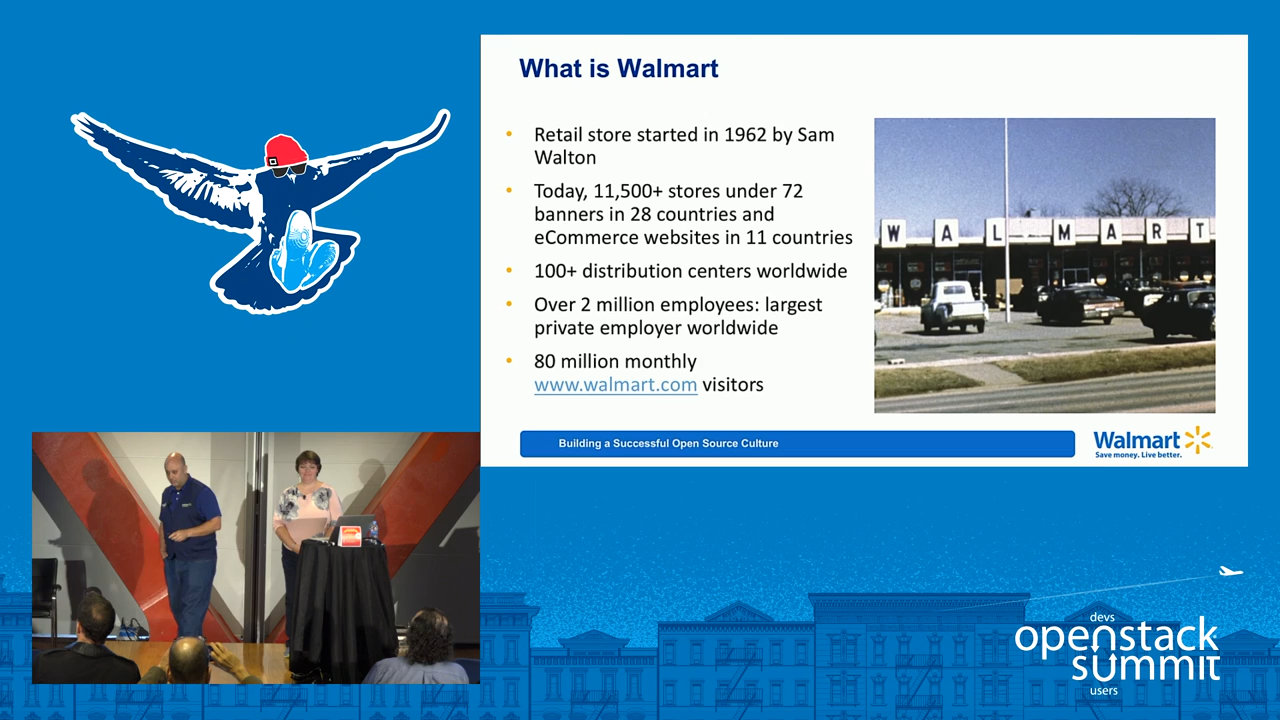 What is Walmart
• Retail store started in 1962 by Sam
Walton
• Today, 11,500+ stores under 72
banners in 28 countries and
eCommerce websites in 11 countries
• 100+ distribution centers worldwide
• Over 2 million employees: largest
private employer worldwide
• 80 million monthly
www.walmart.com visitors
WALMART
Building a Successful Open Source Culture
Walmart
Save money. Live better.
devs
openstack
summit
users